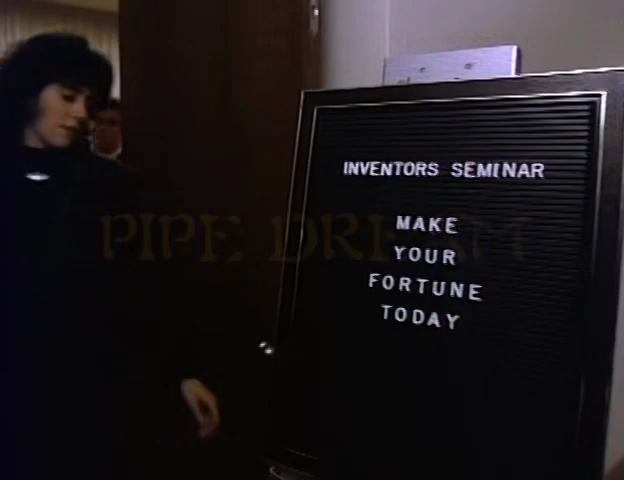 INVENTORS SEMINAR
PIPE DREAM
MAKE
YOUR
FORTUNE
TODAY